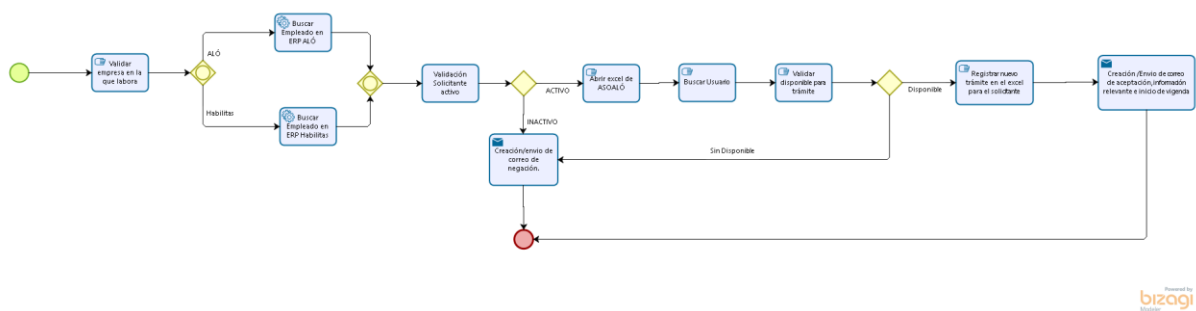 Validar
empresa en la
que labora
ALÓ
Habilitas
Buscar
Empleado en
ERP ALÓ
Buscar
Empleado en
ERP Habilitas
Validación
Solicitante
activo
ACTIVO
INACTIVO
Creación/envio de
correo de
negación.
Abrir excel de
ASOALÓ
Buscar Usuario
Validar
disponible para
trámite
Disponible
Sin Disponible
Registrar nuevo
trámite en el excel
para el solicitante
Creación /Envio de correo
de aceptación,información
relevante e inicio de vigencia
Powered by
bizagi
Modeler